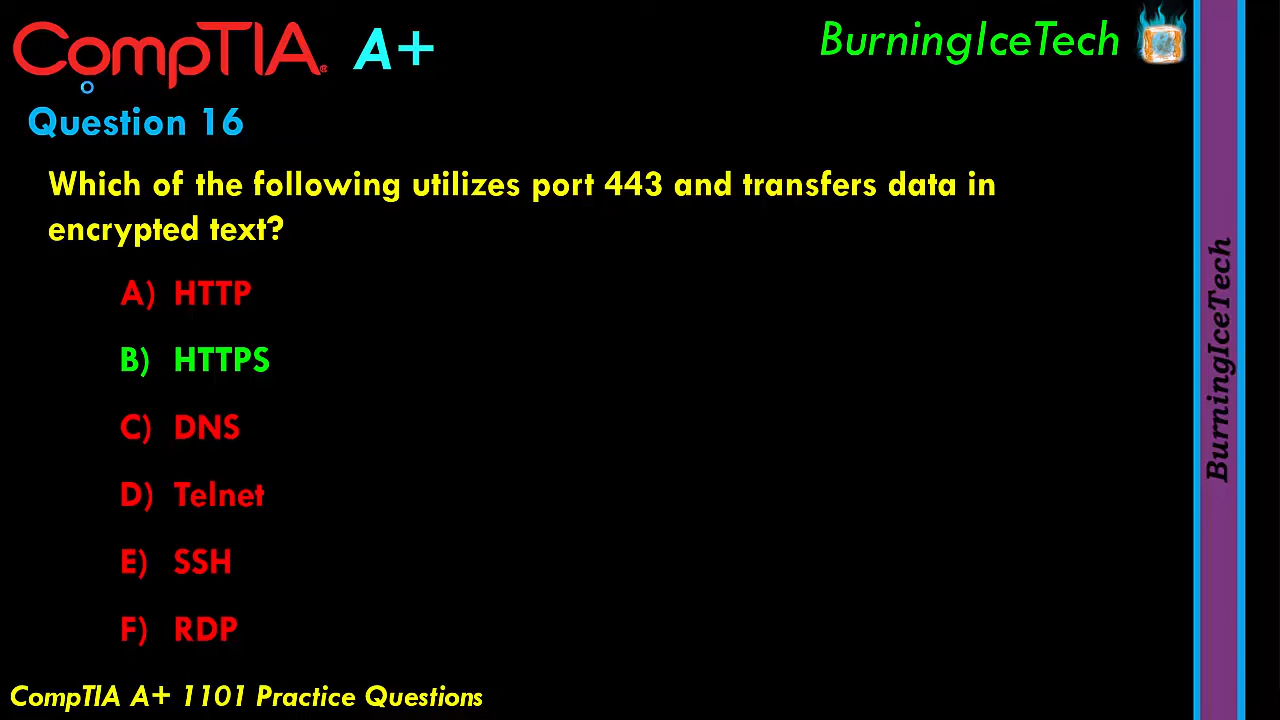 CompTIA® A+
BurningIceTech
Question 16
Which of the following utilizes port 443 and transfers data in
encrypted text?
A) HTTP
B) HTTPS
C) DNS
D) Telnet
E) SSH
F) RDP
CompTIA A+ 1101 Practice Questions
BurningIceTech